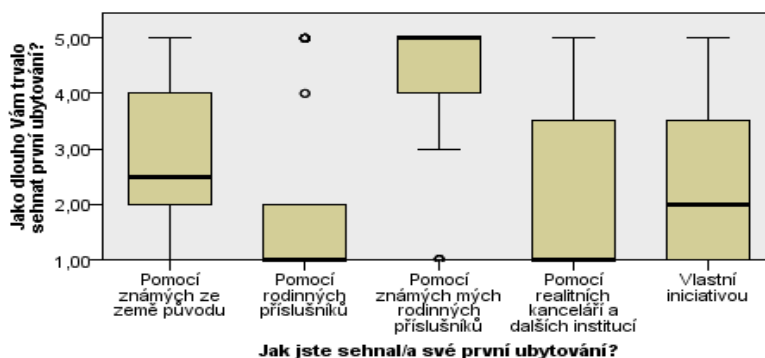 Jako dlouho Vám trvalo
sehnat první ubytování?
5,00
4,00
3,00
2,00
1,00
Pomocí
známých ze
země původu
Pomocí
rodinných
příslušníků
Pomocí
známých mých
rodinných
příslušníků
Pomocí
realitních
kanceláří a
dalších institucí
Vlastní
iniciativou
Jak jste sehnal/a své první ubytování?